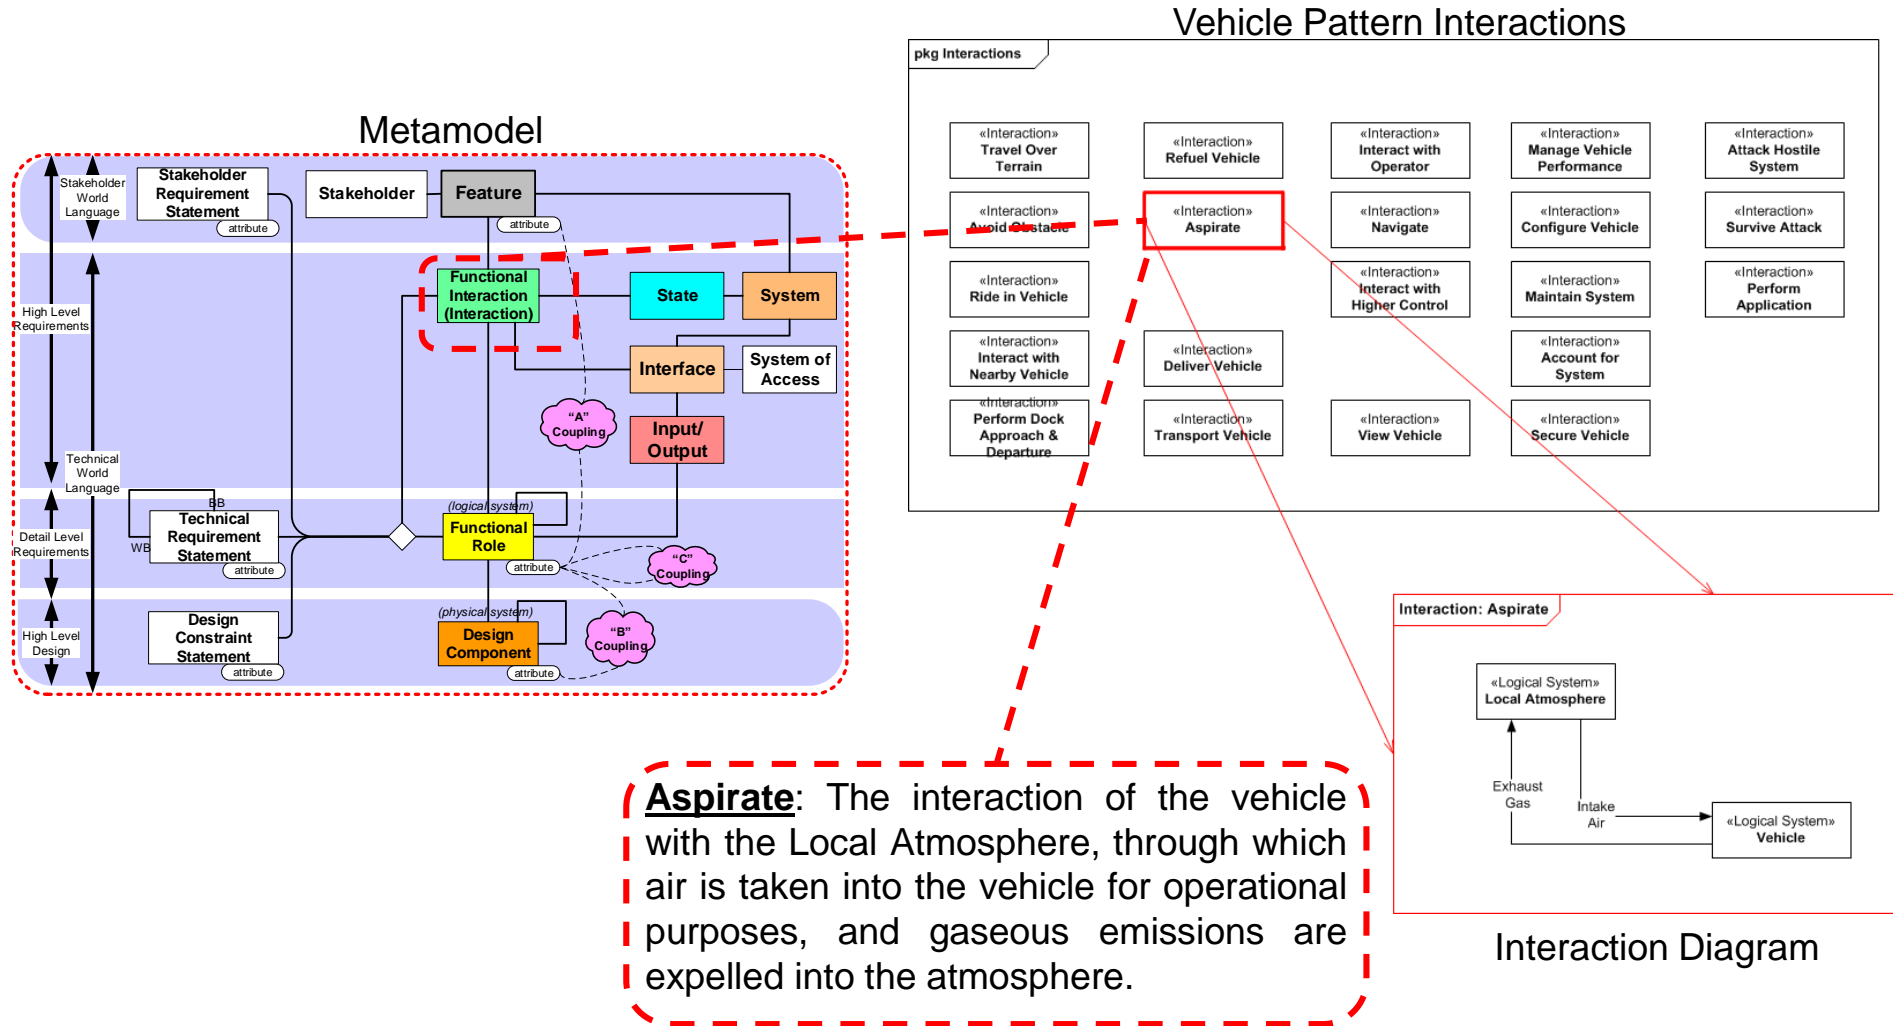 Vehicle Pattern Interactions
pkg Interactions
«Interaction»
Travel Over
Terrain
«Interaction»
Refuel Vehicle
«Interaction»
Interact with
Operator
«Interaction»
Manage Vehicle
Performance
«Interaction»
Attack Hostile
System
«Interaction»
Avoid Obstacle
«Interaction»
Aspirate
«Interaction»
Navigate
«Interaction»
Configure Vehicle
«Interaction»
Survive Attack
«Interaction»
Ride in Vehicle
«Interaction»
Interact with
Higher Control
«Interaction»
Maintain System
«Interaction»
Perform
Application
«Interaction»
Interact with
Nearby Vehicle
«Interaction»
Deliver Vehicle
«Interaction»
Account for
System
«Interaction»
Perform Dock
Approach &
Departure
«Interaction»
Transport Vehicle
«Interaction»
View Vehicle
«Interaction»
Secure Vehicle
Metamodel
Stakeholder
World
Language
High Level
Requirements
Technical
World
Language
Detail Level
Requirements
High Level
Design
Stakeholder
Requirement
Statement
attribute
Stakeholder
Feature
attribute
Functional
Interaction
(Interaction)
State
System
Interface
System of
Access
"A"
Coupling
Input/
Output
BB
WB
Technical
Requirement
Statement
attribute
(logical system)
Functional
Role
attribute
"C"
Coupling
Design
Constraint
Statement
attribute
(physical system)
Design
Component
attribute
"B"
Coupling
Aspirate: The interaction of the vehicle
with the Local Atmosphere, through which
air is taken into the vehicle for operational
purposes, and gaseous emissions are
expelled into the atmosphere.
Interaction: Aspirate
«Logical System»
Local Atmosphere
Exhaust
Gas
Intake
Air
«Logical System»
Vehicle
Interaction Diagram